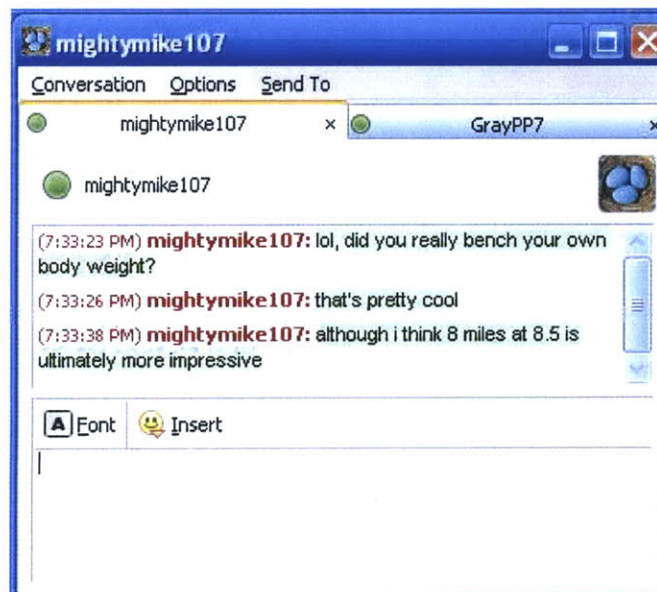 mightymike107
Conversation Options Send To
mightymike107 x GrayPP7 x
mightymike107
(7:33:23 PM) mightymike107: lol, did you really bench your own
body weight?
(7:33:26 PM) mightymike107: that's pretty cool
(7:33:38 PM) mightymike107: although i think 8 miles at 8.5 is
ultimately more impressive
A Font Insert